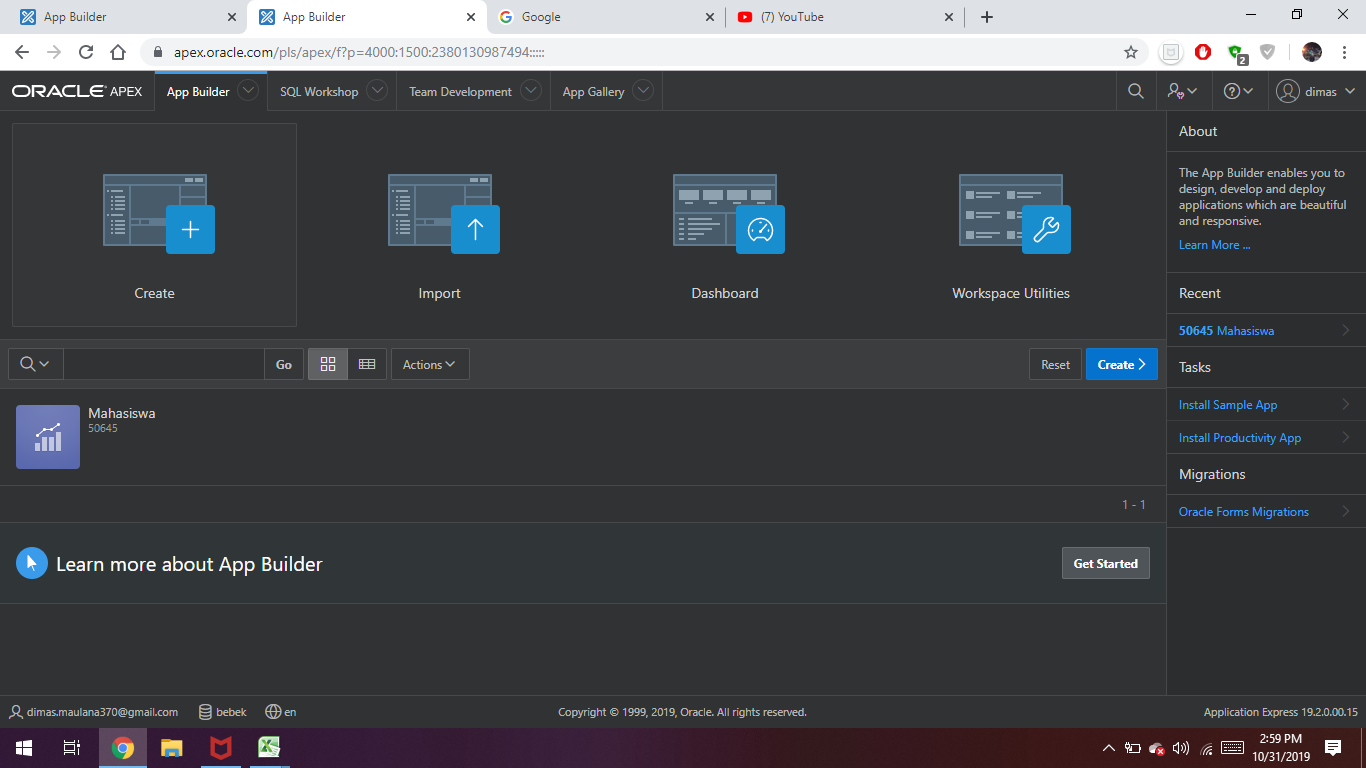 App Builder
App Builder
Google
(7) YouTube
apex.oracle.com/pls/apex/f?p=4000:1500:2380130987494:::::
2
ORACLE APEX
App Builder
SQL Workshop
Team Development
App Gallery
dimas
Create
Import
Dashboard
Workspace Utilities
Go
Actions
Reset
Create
Mahasiswa
50645
1 - 1
Learn more about App Builder
Get Started
About
The App Builder enables you to
design, develop and deploy
applications which are beautiful
and responsive.
Learn More ...
Recent
50645 Mahasiswa
Tasks
Install Sample App
Install Productivity App
Migrations
Oracle Forms Migrations
dimas.maulana370@gmail.com
bebek
en
Copyright © 1999, 2019, Oracle. All rights reserved.
Application Express 19.2.0.00.15
2:59 PM
10/31/2019